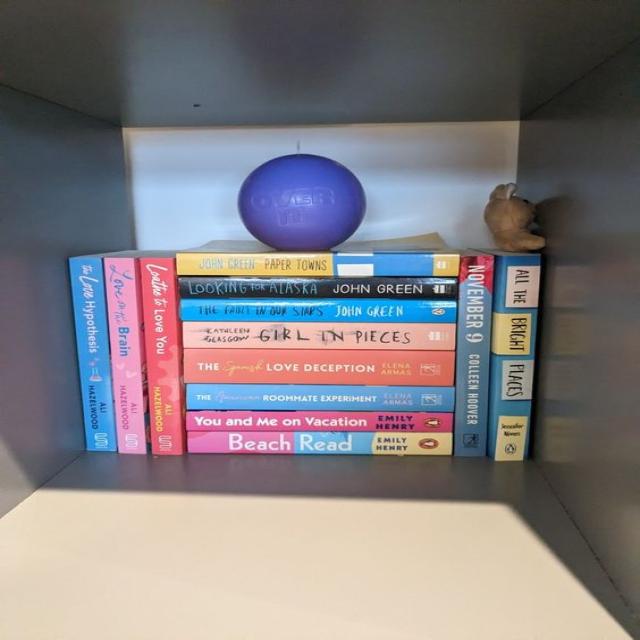 OVER
IT
The Love Hypothesis ALI HAZELWOOD
Love on the Brain ALI HAZELWOOD
Loathe to Love You ALI HAZELWOOD
JOHN GREEN PAPER TOWNS
LOOKING FOR ALASKA JOHN GREEN
THE FAULT IN OUR STARS JOHN GREEN
KATHLEEN GLASGOW GIRL IN PIECES
THE Spanish LOVE DECEPTION ELENA ARMAS
THE American ROOMMATE EXPERIMENT ELENA ARMAS
You and Me on Vacation EMILY HENRY
Beach Read EMILY HENRY
NOVEMBER 9 COLLEEN HOOVER
ALL THE BRIGHT PLACES Jennifer Niven